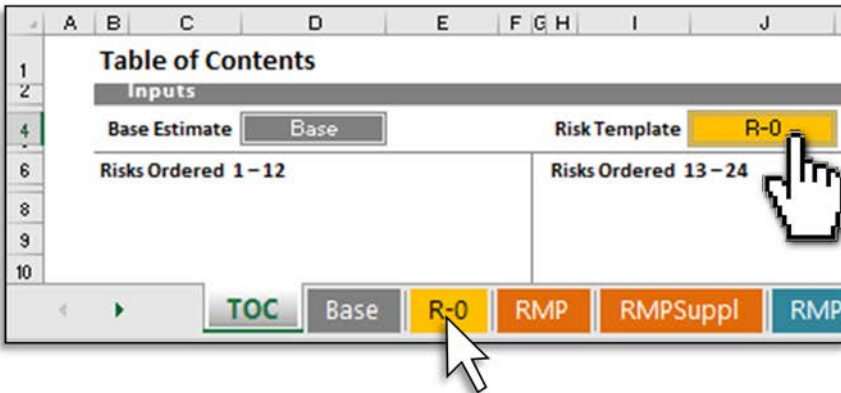 A B C D E F G H I J
1 Table of Contents
2 Inputs
4 Base Estimate Base Risk Template R-0
6 Risks Ordered 1–12 Risks Ordered 13–24
8
9
10
TOC Base R-0 RMP RMPSuppl RMP